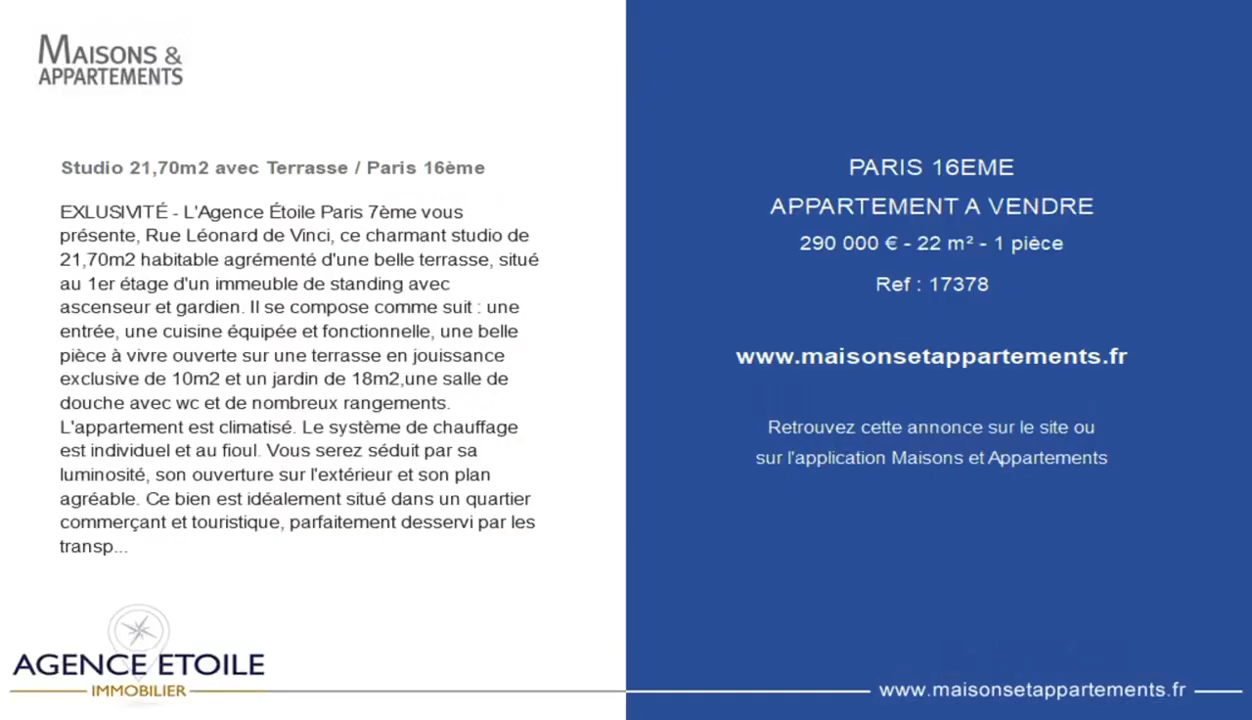 MAISONS &
APPARTEMENTS
Studio 21,70m2 avec Terrasse / Paris 16ème
EXLUSIVITÉ - L'Agence Étoile Paris 7ème vous
présente, Rue Léonard de Vinci, ce charmant studio de
21,70m2 habitable agrémenté d'une belle terrasse, situé
au 1er étage d'un immeuble de standing avec
ascenseur et gardien. Il se compose comme suit : une
entrée, une cuisine équipée et fonctionnelle, une belle
pièce à vivre ouverte sur une terrasse en jouissance
exclusive de 10m2 et un jardin de 18m2,une salle de
douche avec wc et de nombreux rangements.
L'appartement est climatisé. Le système de chauffage
est individuel et au fioul. Vous serez séduit par sa
luminosité, son ouverture sur l'extérieur et son plan
agréable. Ce bien est idéalement situé dans un quartier
commerçant et touristique, parfaitement desservi par les
transp...
AGENCE ETOILE
IMMOBILIER
PARIS 16EME
APPARTEMENT A VENDRE
290 000 € - 22 m² - 1 pièce
Ref : 17378
www.maisonsetappartements.fr
Retrouvez cette annonce sur le site ou
sur l'application Maisons et Appartements
www.maisonsetappartements.fr